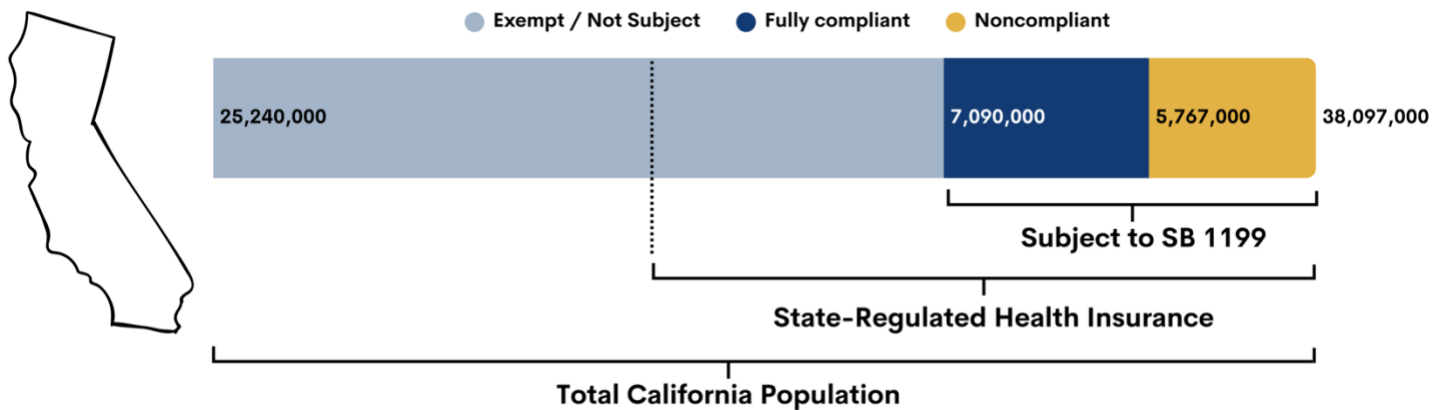 Exempt / Not Subject Fully compliant Noncompliant
25,240,000 7,090,000 5,767,000 38,097,000
Subject to SB 1199
State-Regulated Health Insurance
Total California Population